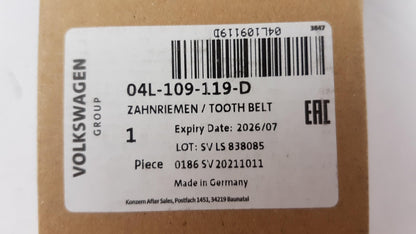 3847
04L109119D
VOLKSWAGEN
GROUP
04L-109-119-D
ZAHNRIEMEN / TOOTH BELT
1
Expiry Date: 2026/07
LOT: SV LS 838085
Piece 0186 SV 20211011
Made in Germany
Konzern After Sales, Postfach 1451, 34219 Baunatal
EAC